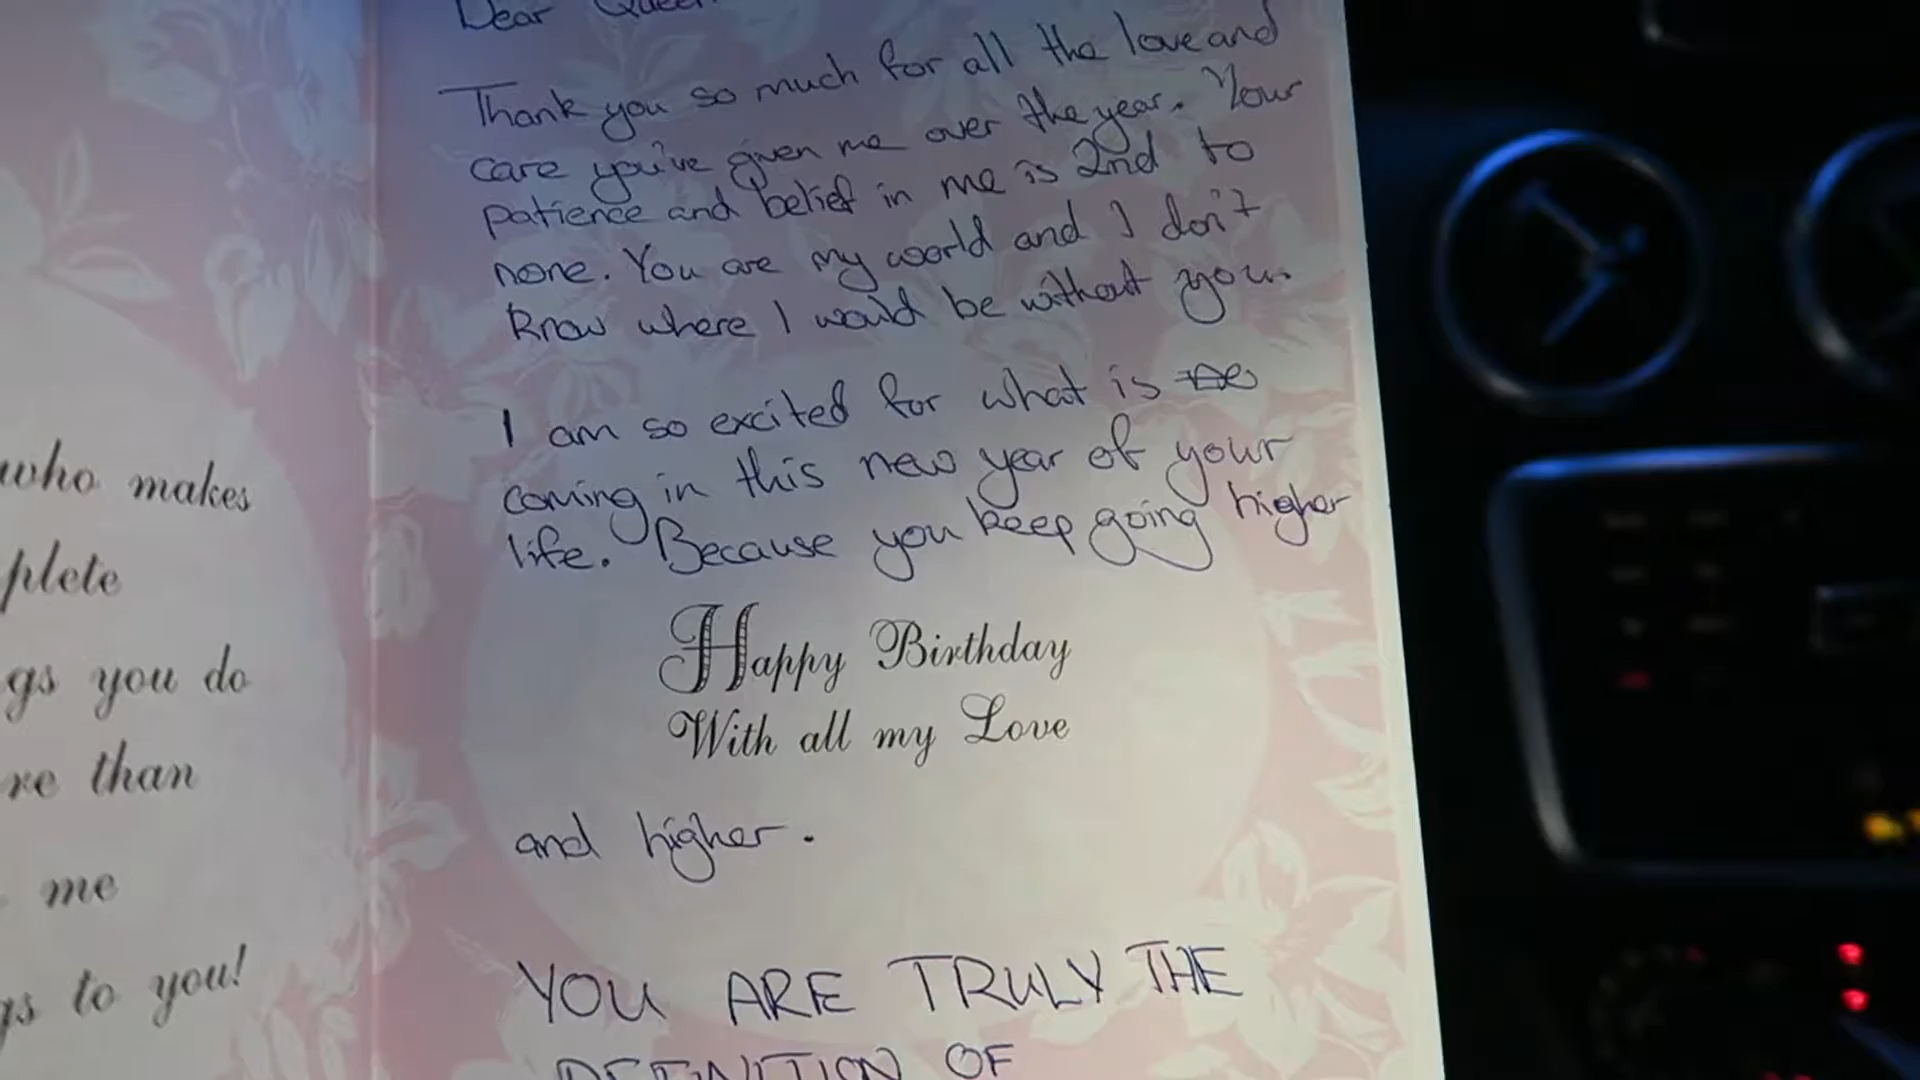 who makes
plete
gs you do
re than
me
gs to you!
Dear Queen
Thank you so much for all the love and
care you've given me over the year. Your
patience and belief in me is 2nd to
none. You are my world and I don't
know where I would be without you.
I am so excited for what is
coming in this new year of your
life. Because you keep going higher
Happy Birthday
With all my Love
and higher.
YOU ARE TRULY THE
DEFINITION OF